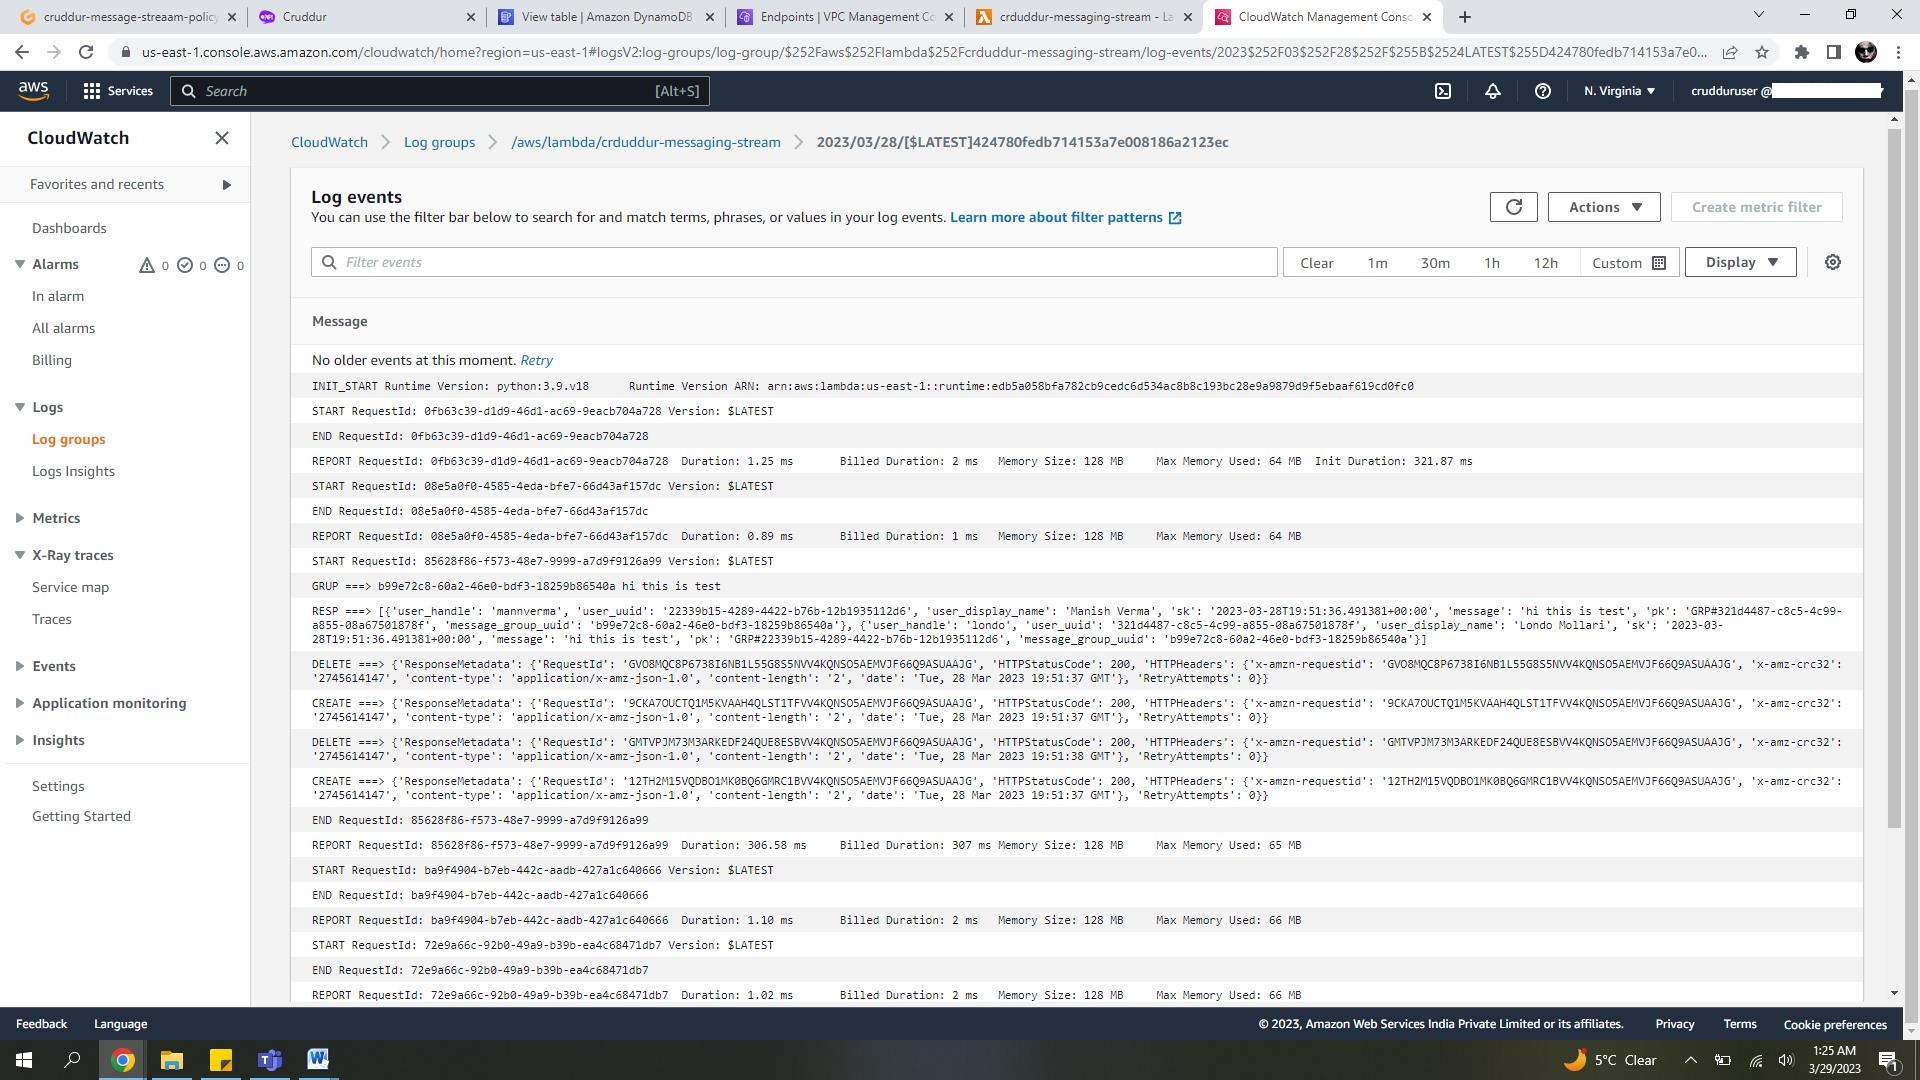 cruddur-message-streaam-policy
Cruddur
View table | Amazon DynamoDB
Endpoints | VPC Management Co
crduddur-messaging-stream - La
CloudWatch Management Conso
us-east-1.console.aws.amazon.com/cloudwatch/home?region=us-east-1#logsV2:log-groups/log-group/$252Faws$252Flambda$252Fcrduddur-messaging-stream/log-events/2023$252F03$252F28$252F$255B$2524LATEST$255D424780fedb714153a7e0...
aws
Services
Search
[Alt+S]
N. Virginia
crudduruser @
CloudWatch
Favorites and recents
Dashboards
Alarms
0
0
0
In alarm
All alarms
Billing
Logs
Log groups
Logs Insights
Metrics
X-Ray traces
Service map
Traces
Events
Application monitoring
Insights
Settings
Getting Started
CloudWatch
Log groups
/aws/lambda/crduddur-messaging-stream
2023/03/28/[$LATEST]424780fedb714153a7e008186a2123ec
Log events
You can use the filter bar below to search for and match terms, phrases, or values in your log events. Learn more about filter patterns
Actions
Create metric filter
Filter events
Clear
1m
30m
1h
12h
Custom
Display
Message
No older events at this moment. Retry
INIT_START Runtime Version: python:3.9.v18 Runtime Version ARN: arn:aws:lambda:us-east-1::runtime:edb5a058bfa782cb9cedc6d534ac8b8c193bc28e9a9879d9f5ebaaf619cd0fc0
START RequestId: 0fb63c39-d1d9-46d1-ac69-9eacb704a728 Version: $LATEST
END RequestId: 0fb63c39-d1d9-46d1-ac69-9eacb704a728
REPORT RequestId: 0fb63c39-d1d9-46d1-ac69-9eacb704a728 Duration: 1.25 ms Billed Duration: 2 ms Memory Size: 128 MB Max Memory Used: 64 MB Init Duration: 321.87 ms
START RequestId: 08e5a0f0-4585-4eda-bfe7-66d43af157dc Version: $LATEST
END RequestId: 08e5a0f0-4585-4eda-bfe7-66d43af157dc
REPORT RequestId: 08e5a0f0-4585-4eda-bfe7-66d43af157dc Duration: 0.89 ms Billed Duration: 1 ms Memory Size: 128 MB Max Memory Used: 64 MB
START RequestId: 85628f86-f573-48e7-9999-a7d9f9126a99 Version: $LATEST
GRUP ===> b99e72c8-60a2-46e0-bdf3-18259b86540a hi this is test
RESP ===> [{'user_handle': 'mannverma', 'user_uuid': '22339b15-4289-4422-b76b-12b1935112d6', 'user_display_name': 'Manish Verma', 'sk': '2023-03-28T19:51:36.491381+00:00', 'message': 'hi this is test', 'pk': 'GRP#321d4487-c8c5-4c99-
a855-08a67501878f', 'message_group_uuid': 'b99e72c8-60a2-46e0-bdf3-18259b86540a'}, {'user_handle': 'londo', 'user_uuid': '321d4487-c8c5-4c99-a855-08a67501878f', 'user_display_name': 'Londo Mollari', 'sk': '2023-03-
28T19:51:36.491381+00:00', 'message': 'hi this is test', 'pk': 'GRP#22339b15-4289-4422-b76b-12b1935112d6', 'message_group_uuid': 'b99e72c8-60a2-46e0-bdf3-18259b86540a'}]
DELETE ===> {'ResponseMetadata': {'RequestId': 'GVO8MQC8P6738I6NB1L55G8S5NVV4KQNSO5AEMVJF66Q9ASUAAJG', 'HTTPStatusCode': 200, 'HTTPHeaders': {'x-amzn-requestid': 'GVO8MQC8P6738I6NB1L55G8S5NVV4KQNSO5AEMVJF66Q9ASUAAJG', 'x-amz-crc32':
'2745614147', 'content-type': 'application/x-amz-json-1.0', 'content-length': '2', 'date': 'Tue, 28 Mar 2023 19:51:37 GMT'}, 'RetryAttempts': 0}}
CREATE ===> {'ResponseMetadata': {'RequestId': '9CKA7OUCTQ1M5KVAAH4QLST1TFVV4KQNSO5AEMVJF66Q9ASUAAJG', 'HTTPStatusCode': 200, 'HTTPHeaders': {'x-amzn-requestid': '9CKA7OUCTQ1M5KVAAH4QLST1TFVV4KQNSO5AEMVJF66Q9ASUAAJG', 'x-amz-crc32':
'2745614147', 'content-type': 'application/x-amz-json-1.0', 'content-length': '2', 'date': 'Tue, 28 Mar 2023 19:51:37 GMT'}, 'RetryAttempts': 0}}
DELETE ===> {'ResponseMetadata': {'RequestId': 'GMTVPJM73M3ARKEDF24QUE8ESBVV4KQNSO5AEMVJF66Q9ASUAAJG', 'HTTPStatusCode': 200, 'HTTPHeaders': {'x-amzn-requestid': 'GMTVPJM73M3ARKEDF24QUE8ESBVV4KQNSO5AEMVJF66Q9ASUAAJG', 'x-amz-crc32':
'2745614147', 'content-type': 'application/x-amz-json-1.0', 'content-length': '2', 'date': 'Tue, 28 Mar 2023 19:51:38 GMT'}, 'RetryAttempts': 0}}
CREATE ===> {'ResponseMetadata': {'RequestId': '12TH2M15VQDBO1MK0BQ6GMRC1BVV4KQNSO5AEMVJF66Q9ASUAAJG', 'HTTPStatusCode': 200, 'HTTPHeaders': {'x-amzn-requestid': '12TH2M15VQDBO1MK0BQ6GMRC1BVV4KQNSO5AEMVJF66Q9ASUAAJG', 'x-amz-crc32':
'2745614147', 'content-type': 'application/x-amz-json-1.0', 'content-length': '2', 'date': 'Tue, 28 Mar 2023 19:51:37 GMT'}, 'RetryAttempts': 0}}
END RequestId: 85628f86-f573-48e7-9999-a7d9f9126a99
REPORT RequestId: 85628f86-f573-48e7-9999-a7d9f9126a99 Duration: 306.58 ms Billed Duration: 307 ms Memory Size: 128 MB Max Memory Used: 65 MB
START RequestId: ba9f4904-b7eb-442c-aadb-427a1c640666 Version: $LATEST
END RequestId: ba9f4904-b7eb-442c-aadb-427a1c640666
REPORT RequestId: ba9f4904-b7eb-442c-aadb-427a1c640666 Duration: 1.10 ms Billed Duration: 2 ms Memory Size: 128 MB Max Memory Used: 66 MB
START RequestId: 72e9a66c-92b0-49a9-b39b-ea4c68471db7 Version: $LATEST
END RequestId: 72e9a66c-92b0-49a9-b39b-ea4c68471db7
REPORT RequestId: 72e9a66c-92b0-49a9-b39b-ea4c68471db7 Duration: 1.02 ms Billed Duration: 2 ms Memory Size: 128 MB Max Memory Used: 66 MB
Feedback
Language
© 2023, Amazon Web Services India Private Limited or its affiliates.
Privacy
Terms
Cookie preferences
5°C Clear
1:25 AM
3/29/2023
1